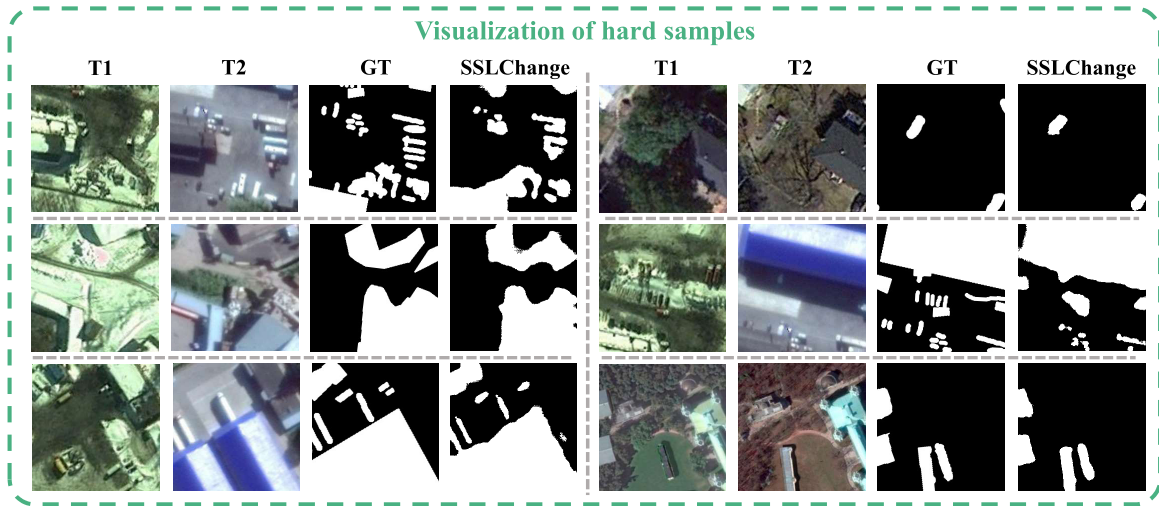 Visualization of hard samples
T1 T2 GT SSLChange T1 T2 GT SSLChange